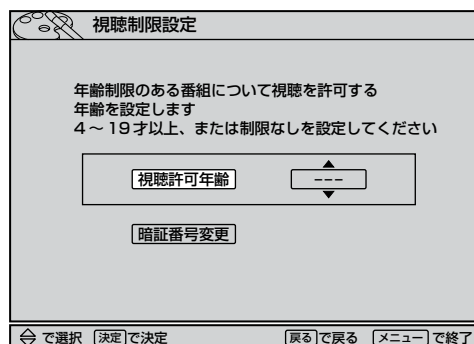 視聴制限設定
年齢制限のある番組について視聴を許可する
年齢を設定します
4～19才以上、または制限なしを設定してください
視聴許可年齢 ---
暗証番号変更
で選択 決定で決定 戻るで戻る メニューで終了